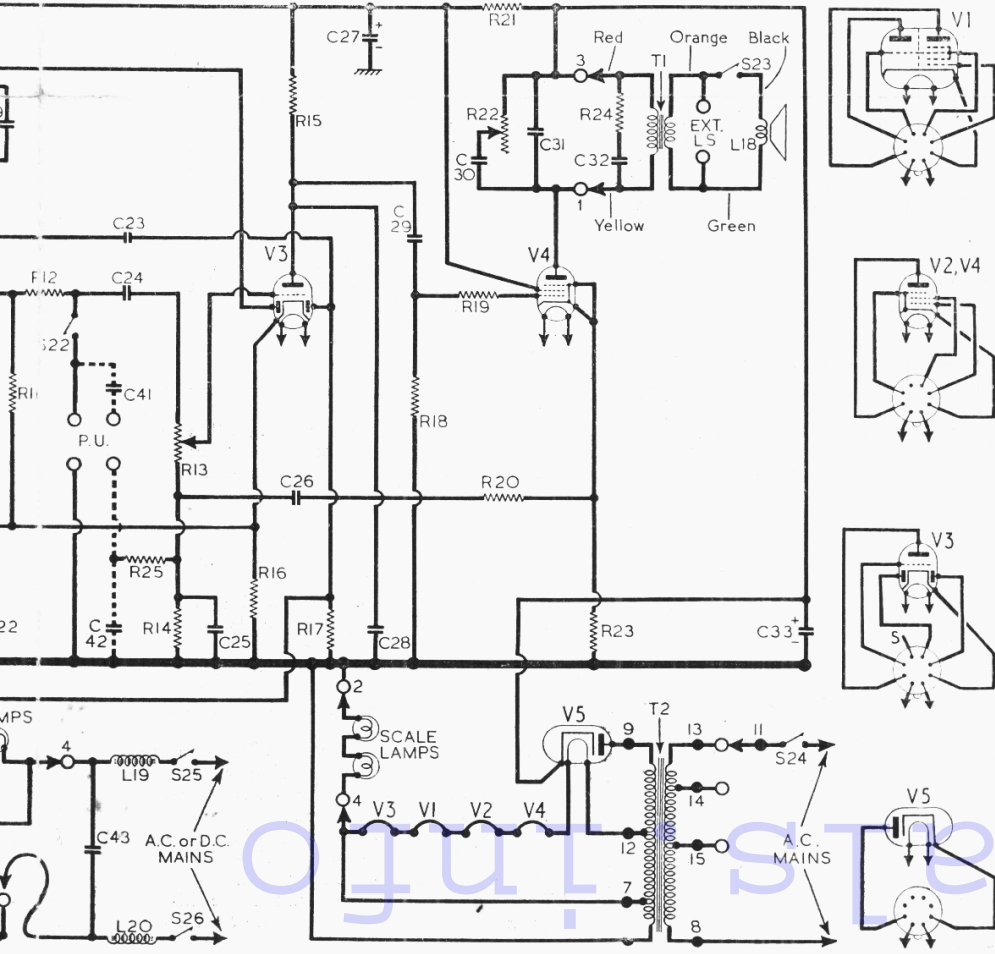 R21
V1
C27
+
-
Red
Orange
Black
3
T1
S23
R15
R22
R24
C31
EXT.
LS
L18
C
30
C32
1
Yellow
Green
C23
C
29
V3
V4
V2,V4
R12
C24
R19
S22
C41
R18
P.U.
R13
C26
R20
V3
R25
R16
22
C
42
R14
C25
R17
C28
R23
C33
+
-
S
2
SCALE
LAMPS
V5
9
T2
13
11
S24
MPS
4
L19
S25
4
V3
V1
V2
V4
14
V5
C43
A.C. or D.C.
MAINS
12
15
A.C.
MAINS
7
L20
S26
8